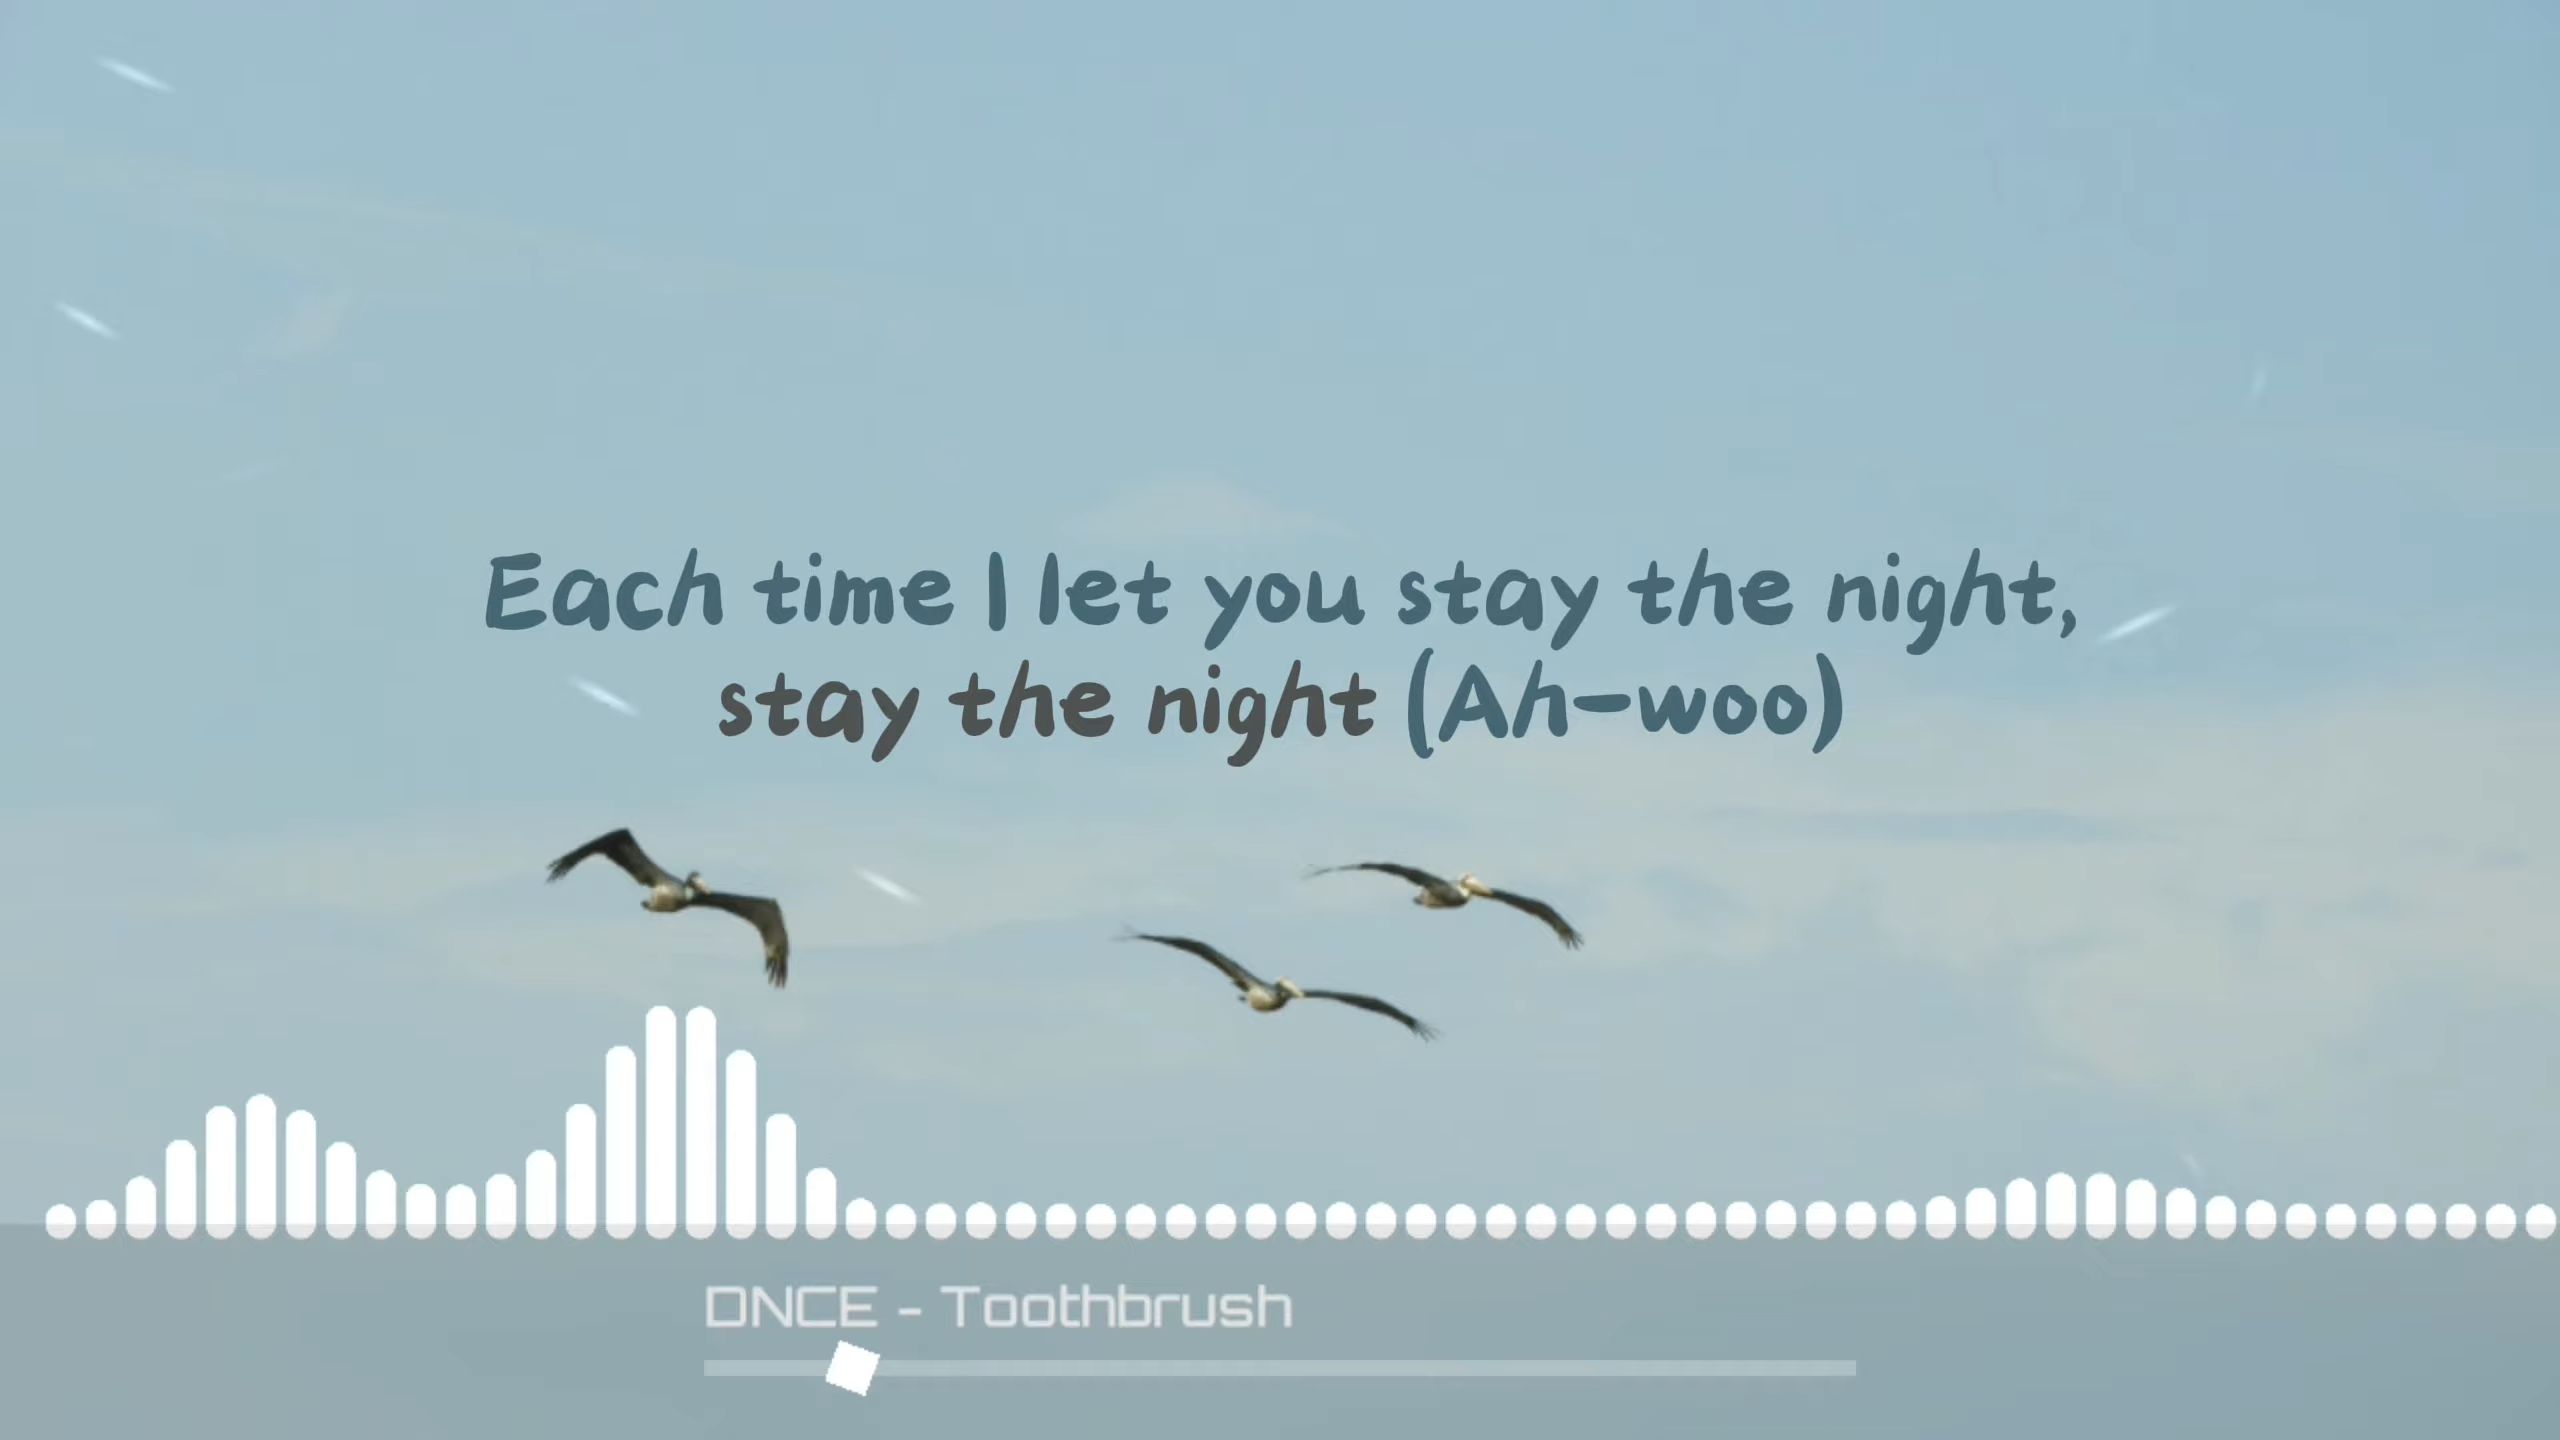 Each time I let you stay the night,
stay the night (Ah-woo)
DNCE - Toothbrush